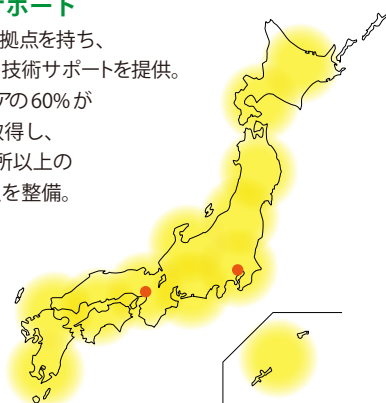 サポート
拠点を持ち、
技術サポートを提供。
アの60%が
取得し、
所以上の
を整備。